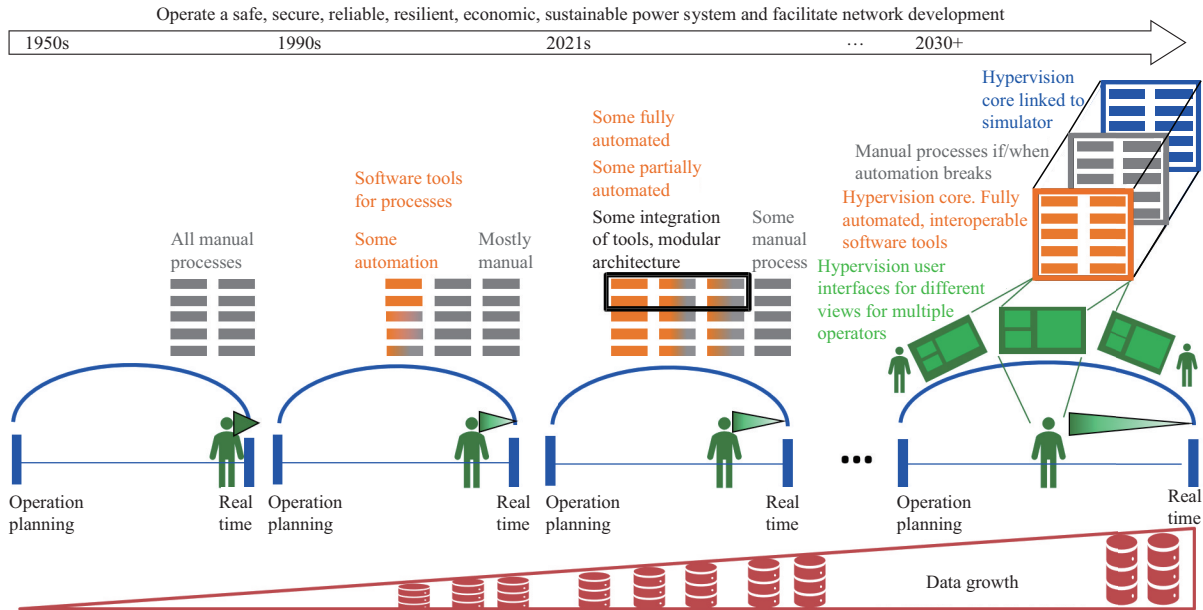 Operate a safe, secure, reliable, resilient, economic, sustainable power system and facilitate network development
1950s
1990s
2021s
...
2030+
All manual
processes
Software tools
for processes
Some
automation
Mostly
manual
Some fully
automated
Some partially
automated
Some integration
of tools, modular
architecture
Some
manual
process
Hypervision
core linked to
simulator
Manual processes if/when
automation breaks
Hypervision core. Fully
automated, interoperable
software tools
Hypervision user
interfaces for different
views for multiple
operators
Operation
planning
Real
time
Operation
planning
Real
time
Operation
planning
Real
time
Operation
planning
Real
time
Data growth